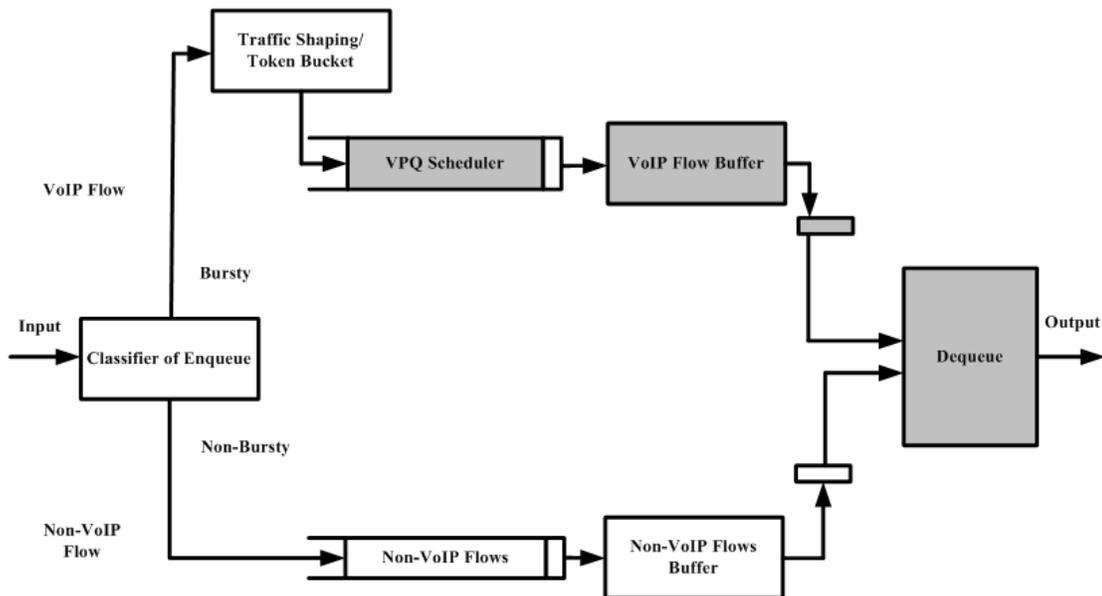 Traffic Shaping/
Token Bucket
VPQ Scheduler
VoIP Flow Buffer
VoIP Flow
Bursty
Input
Classifier of Enqueue
Output
Dequeue
Non-Bursty
Non-VoIP
Flow
Non-VoIP Flows
Non-VoIP Flows
Buffer